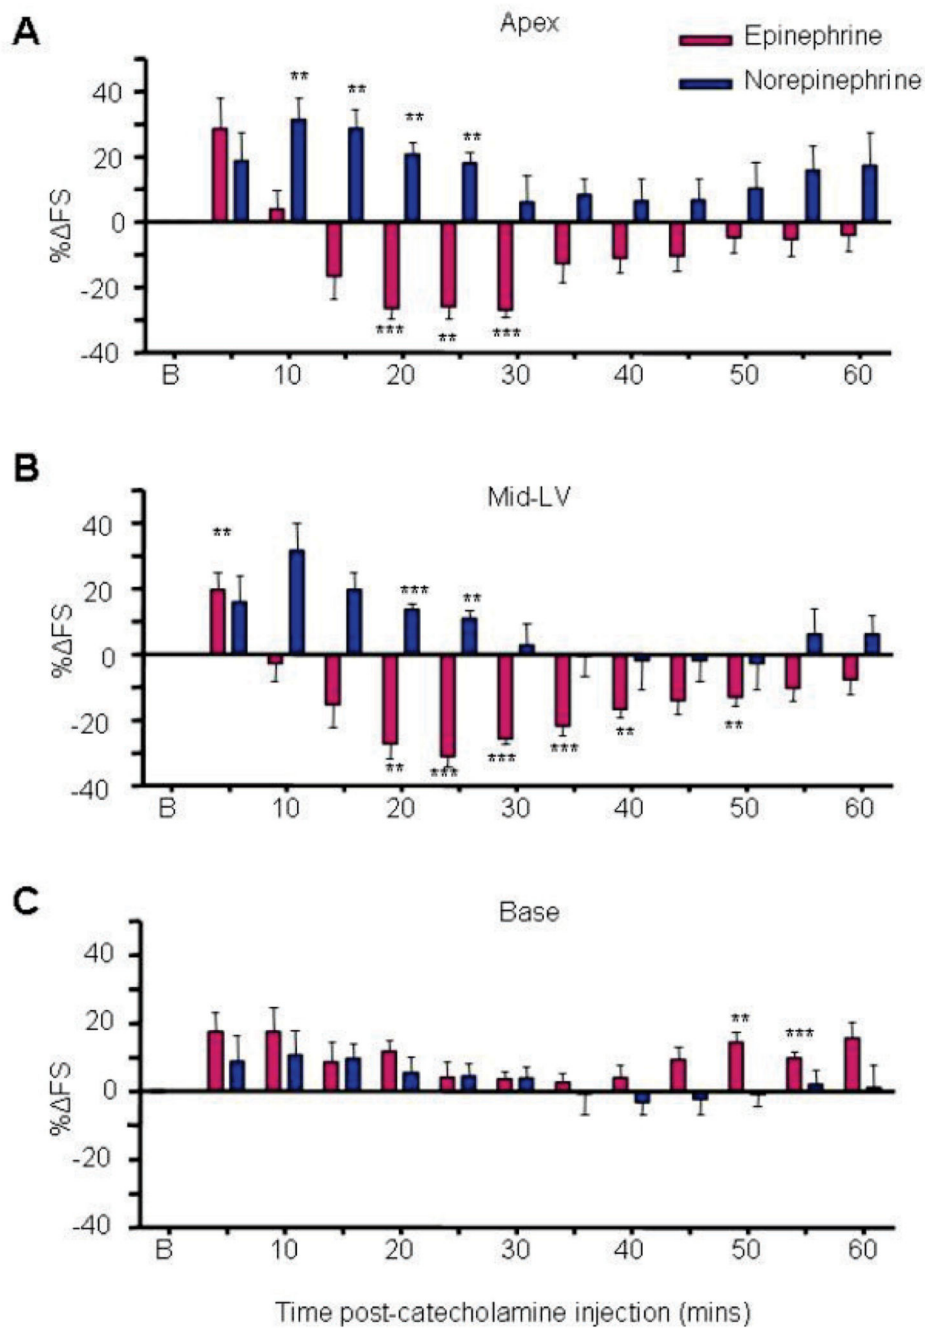 A
Apex
Epinephrine
Norepinephrine
%ΔFS
40
20
0
-20
-40
** ** ** **
*** ** ***
B 10 20 30 40 50 60
B
Mid-LV
%ΔFS
40
20
0
-20
-40
** *** **
** *** *** *** ** **
B 10 20 30 40 50 60
C
Base
%ΔFS
40
20
0
-20
-40
** ***
B 10 20 30 40 50 60
Time post-catecholamine injection (mins)